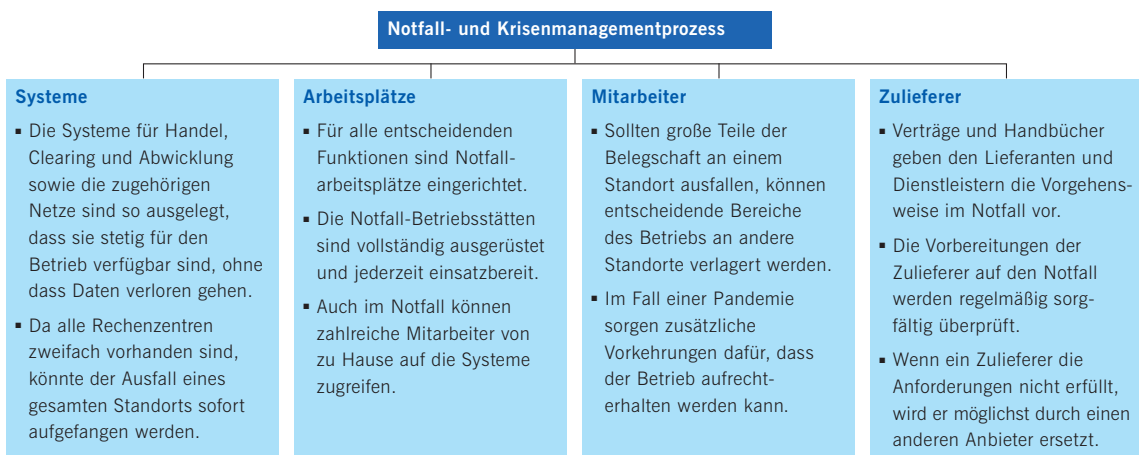 Notfall- und Krisenmanagementprozess
Systeme
▪ Die Systeme für Handel,
Clearing und Abwicklung
sowie die zugehörigen
Netze sind so ausgelegt,
dass sie stetig für den
Betrieb verfügbar sind, ohne
dass Daten verloren gehen.
▪ Da alle Rechenzentren
zweifach vorhanden sind,
könnte der Ausfall eines
gesamten Standorts sofort
aufgefangen werden.
Arbeitsplätze
▪ Für alle entscheidenden
Funktionen sind Notfall-
arbeitsplätze eingerichtet.
▪ Die Notfall-Betriebsstätten
sind vollständig ausgerüstet
und jederzeit einsatzbereit.
▪ Auch im Notfall können
zahlreiche Mitarbeiter von
zu Hause auf die Systeme
zugreifen.
Mitarbeiter
▪ Sollten große Teile der
Belegschaft an einem
Standort ausfallen, können
entscheidende Bereiche
des Betriebs an andere
Standorte verlagert werden.
▪ Im Fall einer Pandemie
sorgen zusätzliche
Vorkehrungen dafür, dass
der Betrieb aufrecht-
erhalten werden kann.
Zulieferer
▪ Verträge und Handbücher
geben den Lieferanten und
Dienstleistern die Vorgehens-
weise im Notfall vor.
▪ Die Vorbereitungen der
Zulieferer auf den Notfall
werden regelmäßig sorg-
fältig überprüft.
▪ Wenn ein Zulieferer die
Anforderungen nicht erfüllt,
wird er möglichst durch einen
anderen Anbieter ersetzt.